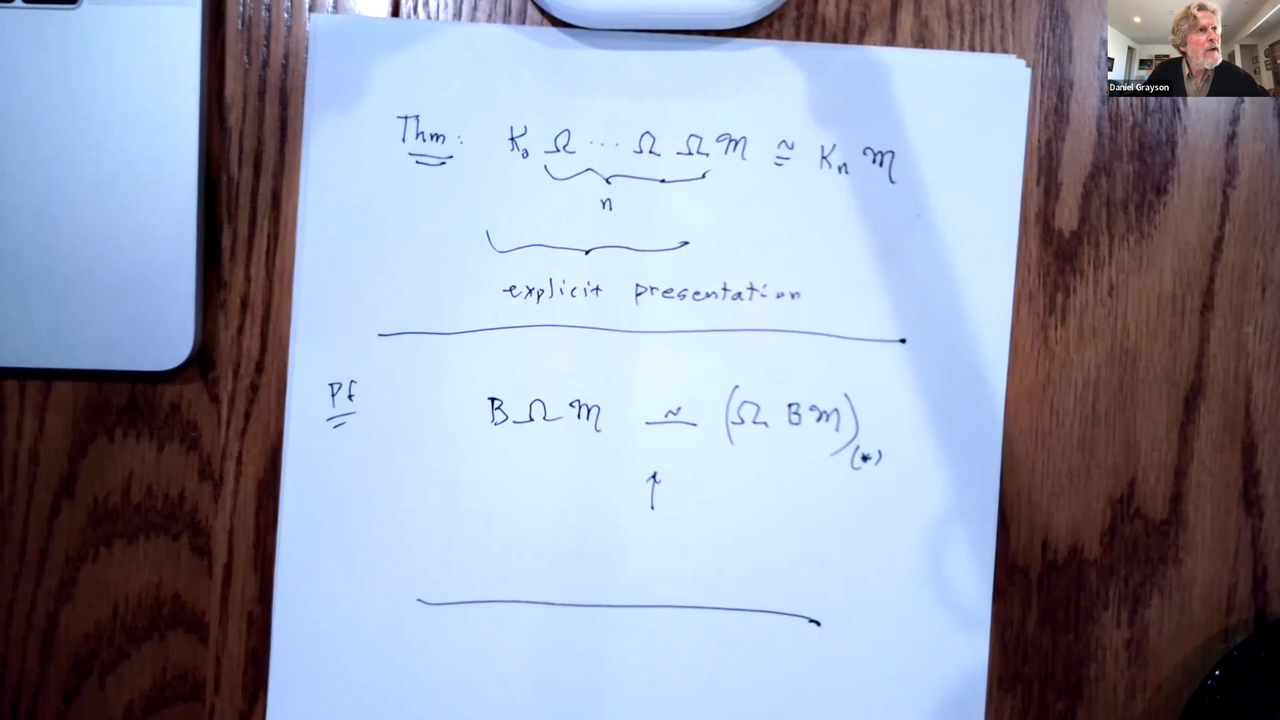 Daniel Grayson
Thm: K₀ Ω ⋯ Ω Ω 𝔐 ≅ Kₙ 𝔐
n
explicit presentation
Pf B Ω 𝔐 ≃ (Ω B 𝔐)₍*₎
↑